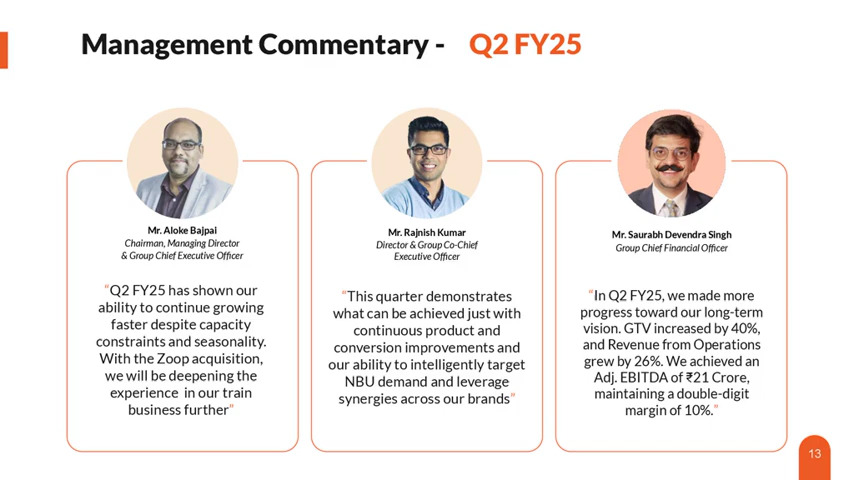 Management Commentary - Q2 FY25
Mr. Aloke Bajpai
Chairman, Managing Director
& Group Chief Executive Officer
“Q2 FY25 has shown our
ability to continue growing
faster despite capacity
constraints and seasonality.
With the Zoop acquisition,
we will be deepening the
experience in our train
business further”
Mr. Rajnish Kumar
Director & Group Co-Chief
Executive Officer
“This quarter demonstrates
what can be achieved just with
continuous product and
conversion improvements and
our ability to intelligently target
NBU demand and leverage
synergies across our brands”
Mr. Saurabh Devendra Singh
Group Chief Financial Officer
“In Q2 FY25, we made more
progress toward our long-term
vision. GTV increased by 40%,
and Revenue from Operations
grew by 26%. We achieved an
Adj. EBITDA of ₹21 Crore,
maintaining a double-digit
margin of 10%.”
13